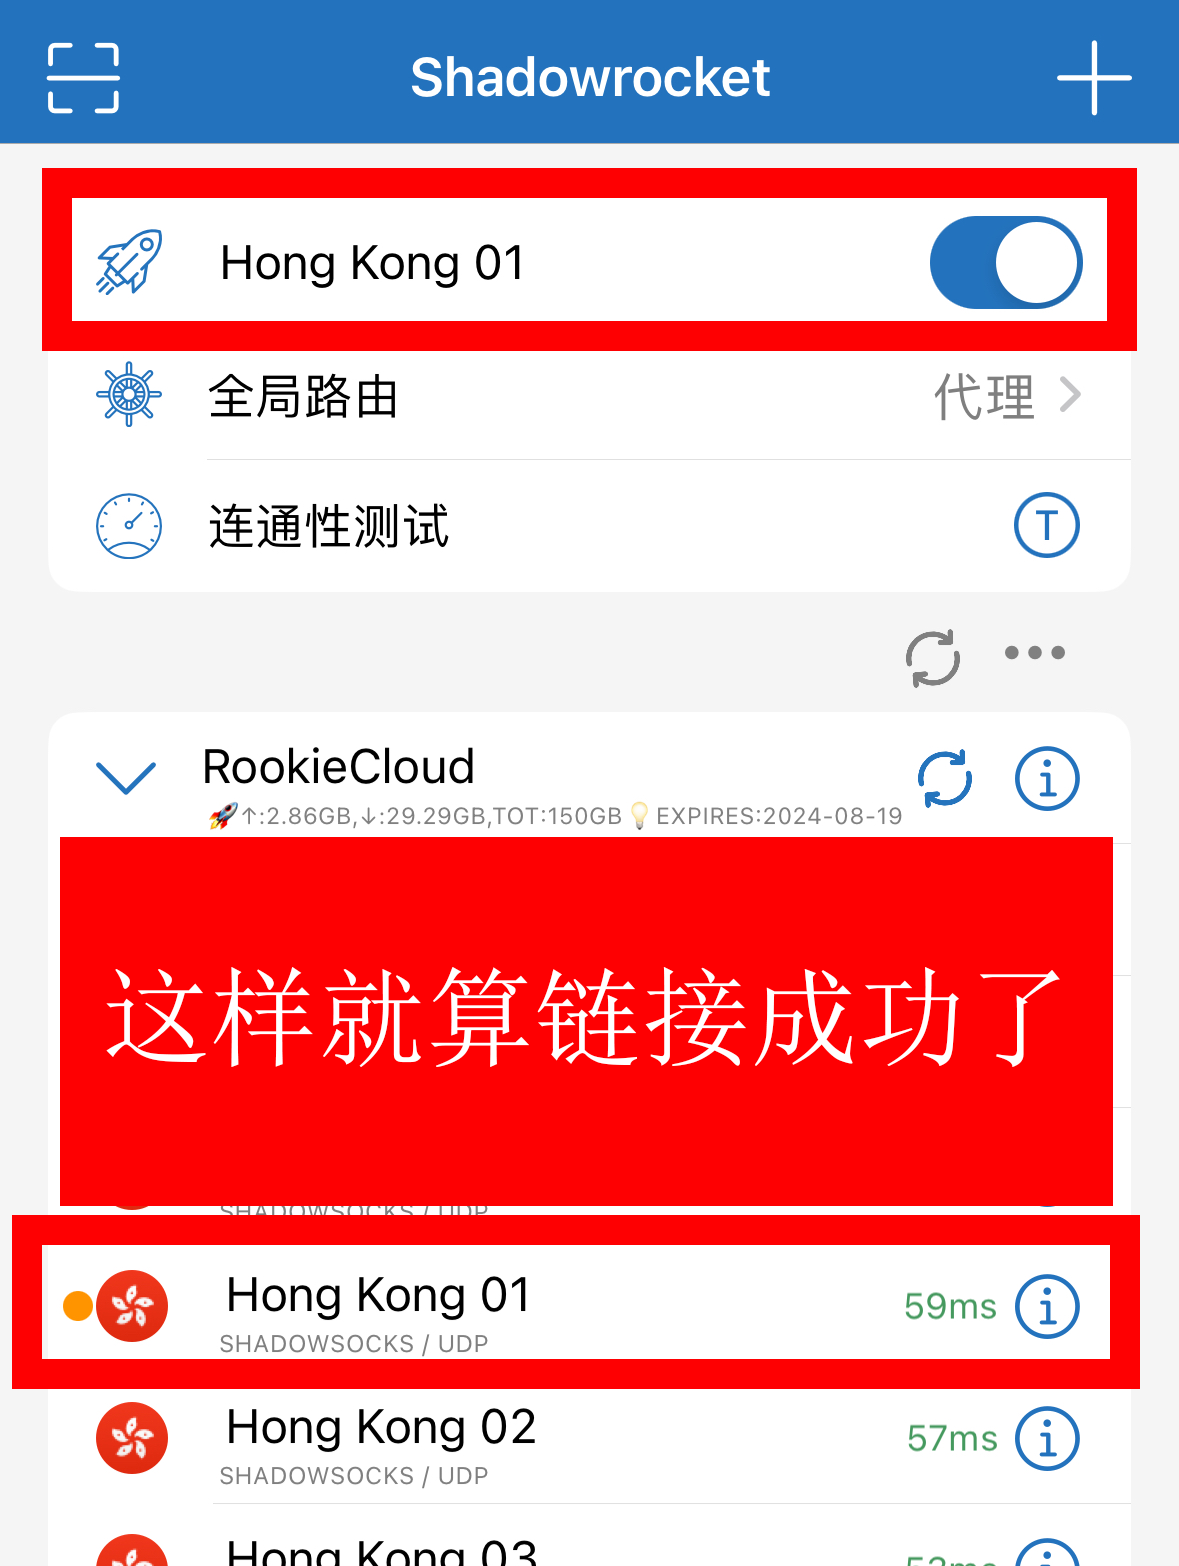 Shadowrocket
Hong Kong 01
全局路由 代理
连通性测试 T
RookieCloud
🚀↑:2.86GB,↓:29.29GB,TOT:150GB💡EXPIRES:2024-08-19
这样就算链接成功了
SHADOWSOCKS / UDP
Hong Kong 01 59ms
SHADOWSOCKS / UDP
Hong Kong 02 57ms
SHADOWSOCKS / UDP
Hong Kong 03 53ms